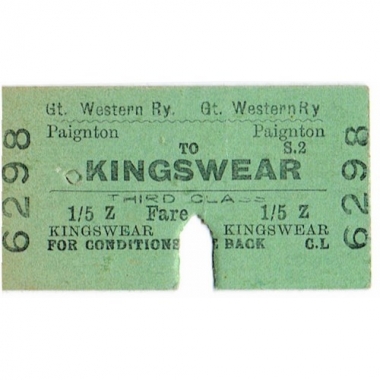 Gt. Western Ry. Gt. Western Ry
Paignton Paignton
TO S.2
KINGSWEAR
THIRD CLASS
1/5 Z Fare 1/5 Z
KINGSWEAR KINGSWEAR
FOR CONDITIONS BACK C.L
6298 6298